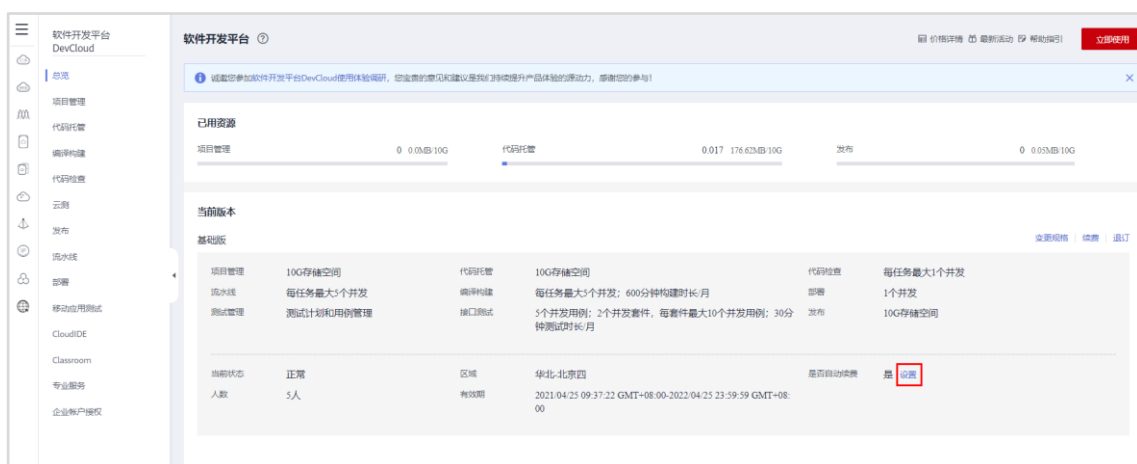 软件开发平台
DevCloud
总览
项目管理
代码托管
编译构建
代码检查
云测
发布
流水线
部署
移动应用测试
CloudIDE
Classroom
专业服务
企业帐户授权
软件开发平台
价格详情 最新活动 帮助指引
立即使用
诚邀您参加软件开发平台DevCloud使用体验调研，您宝贵的意见和建议是我们持续提升产品体验的源动力，感谢您的参与！
已用资源
项目管理 0 0.0MB/10G 代码托管 0.017 176.62MB/10G 发布 0 0.05MB/10G
当前版本
基础版 变更规格 续费 退订
项目管理 10G存储空间 代码托管 10G存储空间 代码检查 每任务最大1个并发
流水线 每任务最大5个并发 编译构建 每任务最大5个并发；600分钟构建时长/月 部署 1个并发
测试管理 测试计划和用例管理 接口测试 5个并发用例；2个并发套件，每套件最大10个并发用例；30分 发布 10G存储空间
钟测试时长/月
当前状态 正常 区域 华北-北京四 是否自动续费 是 设置
人数 5人 有效期 2021/04/25 09:37:22 GMT+08:00-2022/04/25 23:59:59 GMT+08:
00